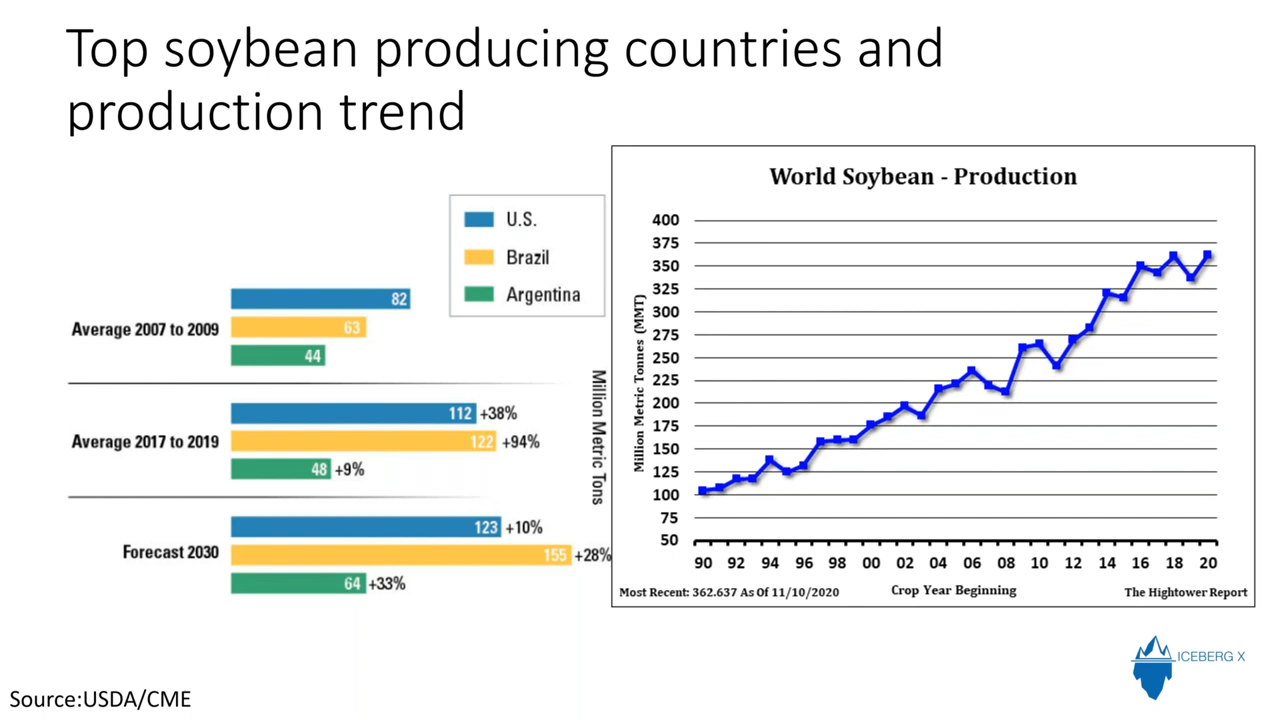 Top soybean producing countries and
production trend
U.S.
Brazil
Argentina
Average 2007 to 2009
82
63
44
Average 2017 to 2019
112 +38%
122 +94%
48 +9%
Forecast 2030
123 +10%
155 +28%
64 +33%
Million Metric Tons
World Soybean - Production
Million Metric Tonnes (MMT)
400
375
350
325
300
275
250
225
200
175
150
125
100
75
50
90 92 94 96 98 00 02 04 06 08 10 12 14 16 18 20
Most Recent: 362.637 As Of 11/10/2020
Crop Year Beginning
The Hightower Report
ICEBERG X
Source:USDA/CME